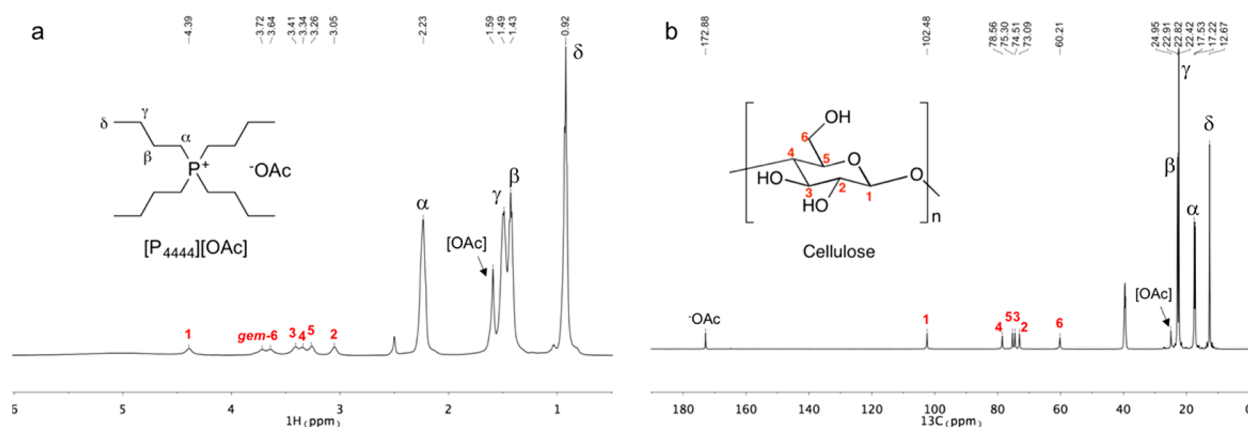 a
4.39
3.72
3.64
3.41
3.34
3.26
3.05
2.23
1.59
1.49
1.43
0.92
δ
γ
α
β
P+
-OAc
[P4444][OAc]
α
[OAc]
γ
β
δ
1
gem-6
3
4
5
2
6 5 4 3 2 1
1H (ppm)
b
172.88
102.48
78.56
75.30
74.51
73.09
60.21
24.95
22.91
22.82
22.42
17.53
17.22
12.67
γ
δ
β
α
OH
6
4
5
O
O
HO
3
2
HO
1
n
Cellulose
[OAc]
-OAc
1
4
5
3
2
6
180 140 100 80 60 40 20 0
13C (ppm)